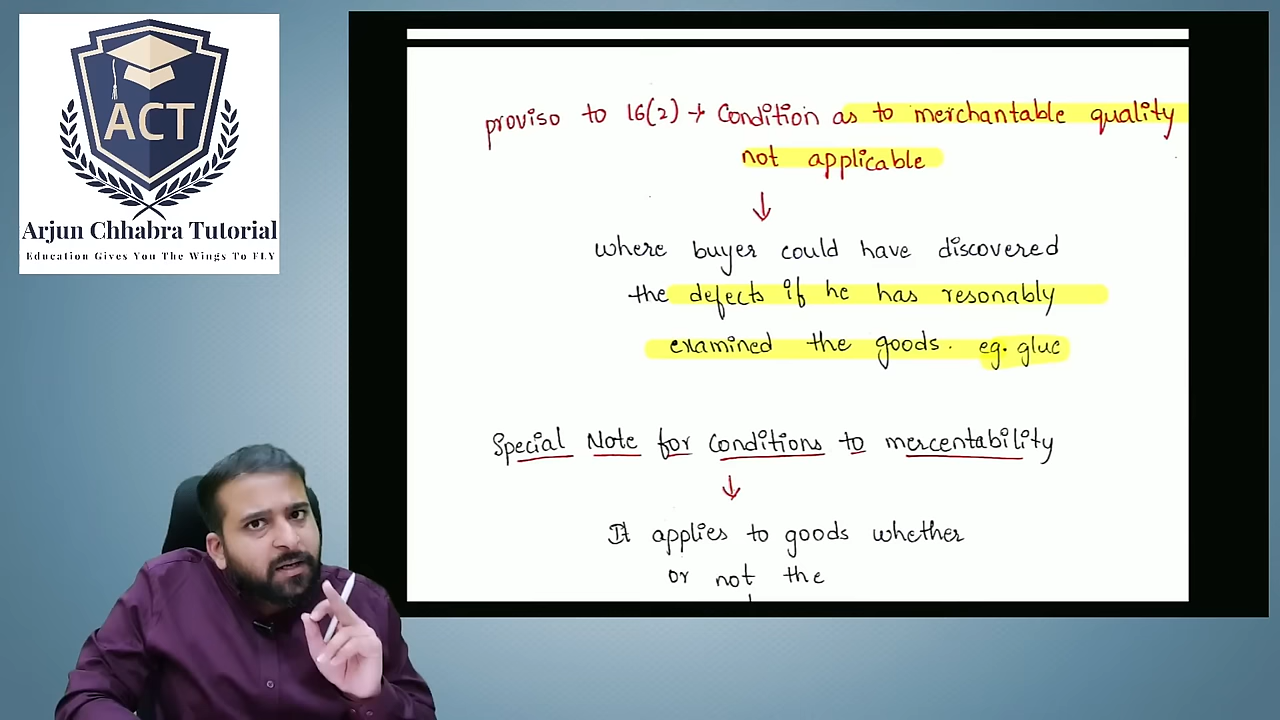 ACT
Arjun Chhabra Tutorial
Education Gives You The Wings To FLY
proviso to 16(2) → Condition as to merchantable quality
not applicable
↓
where buyer could have discovered
the defects if he has resonably
examined the goods. eg. glue
Special Note for Conditions to mercentability
↓
It applies to goods whether
or not the